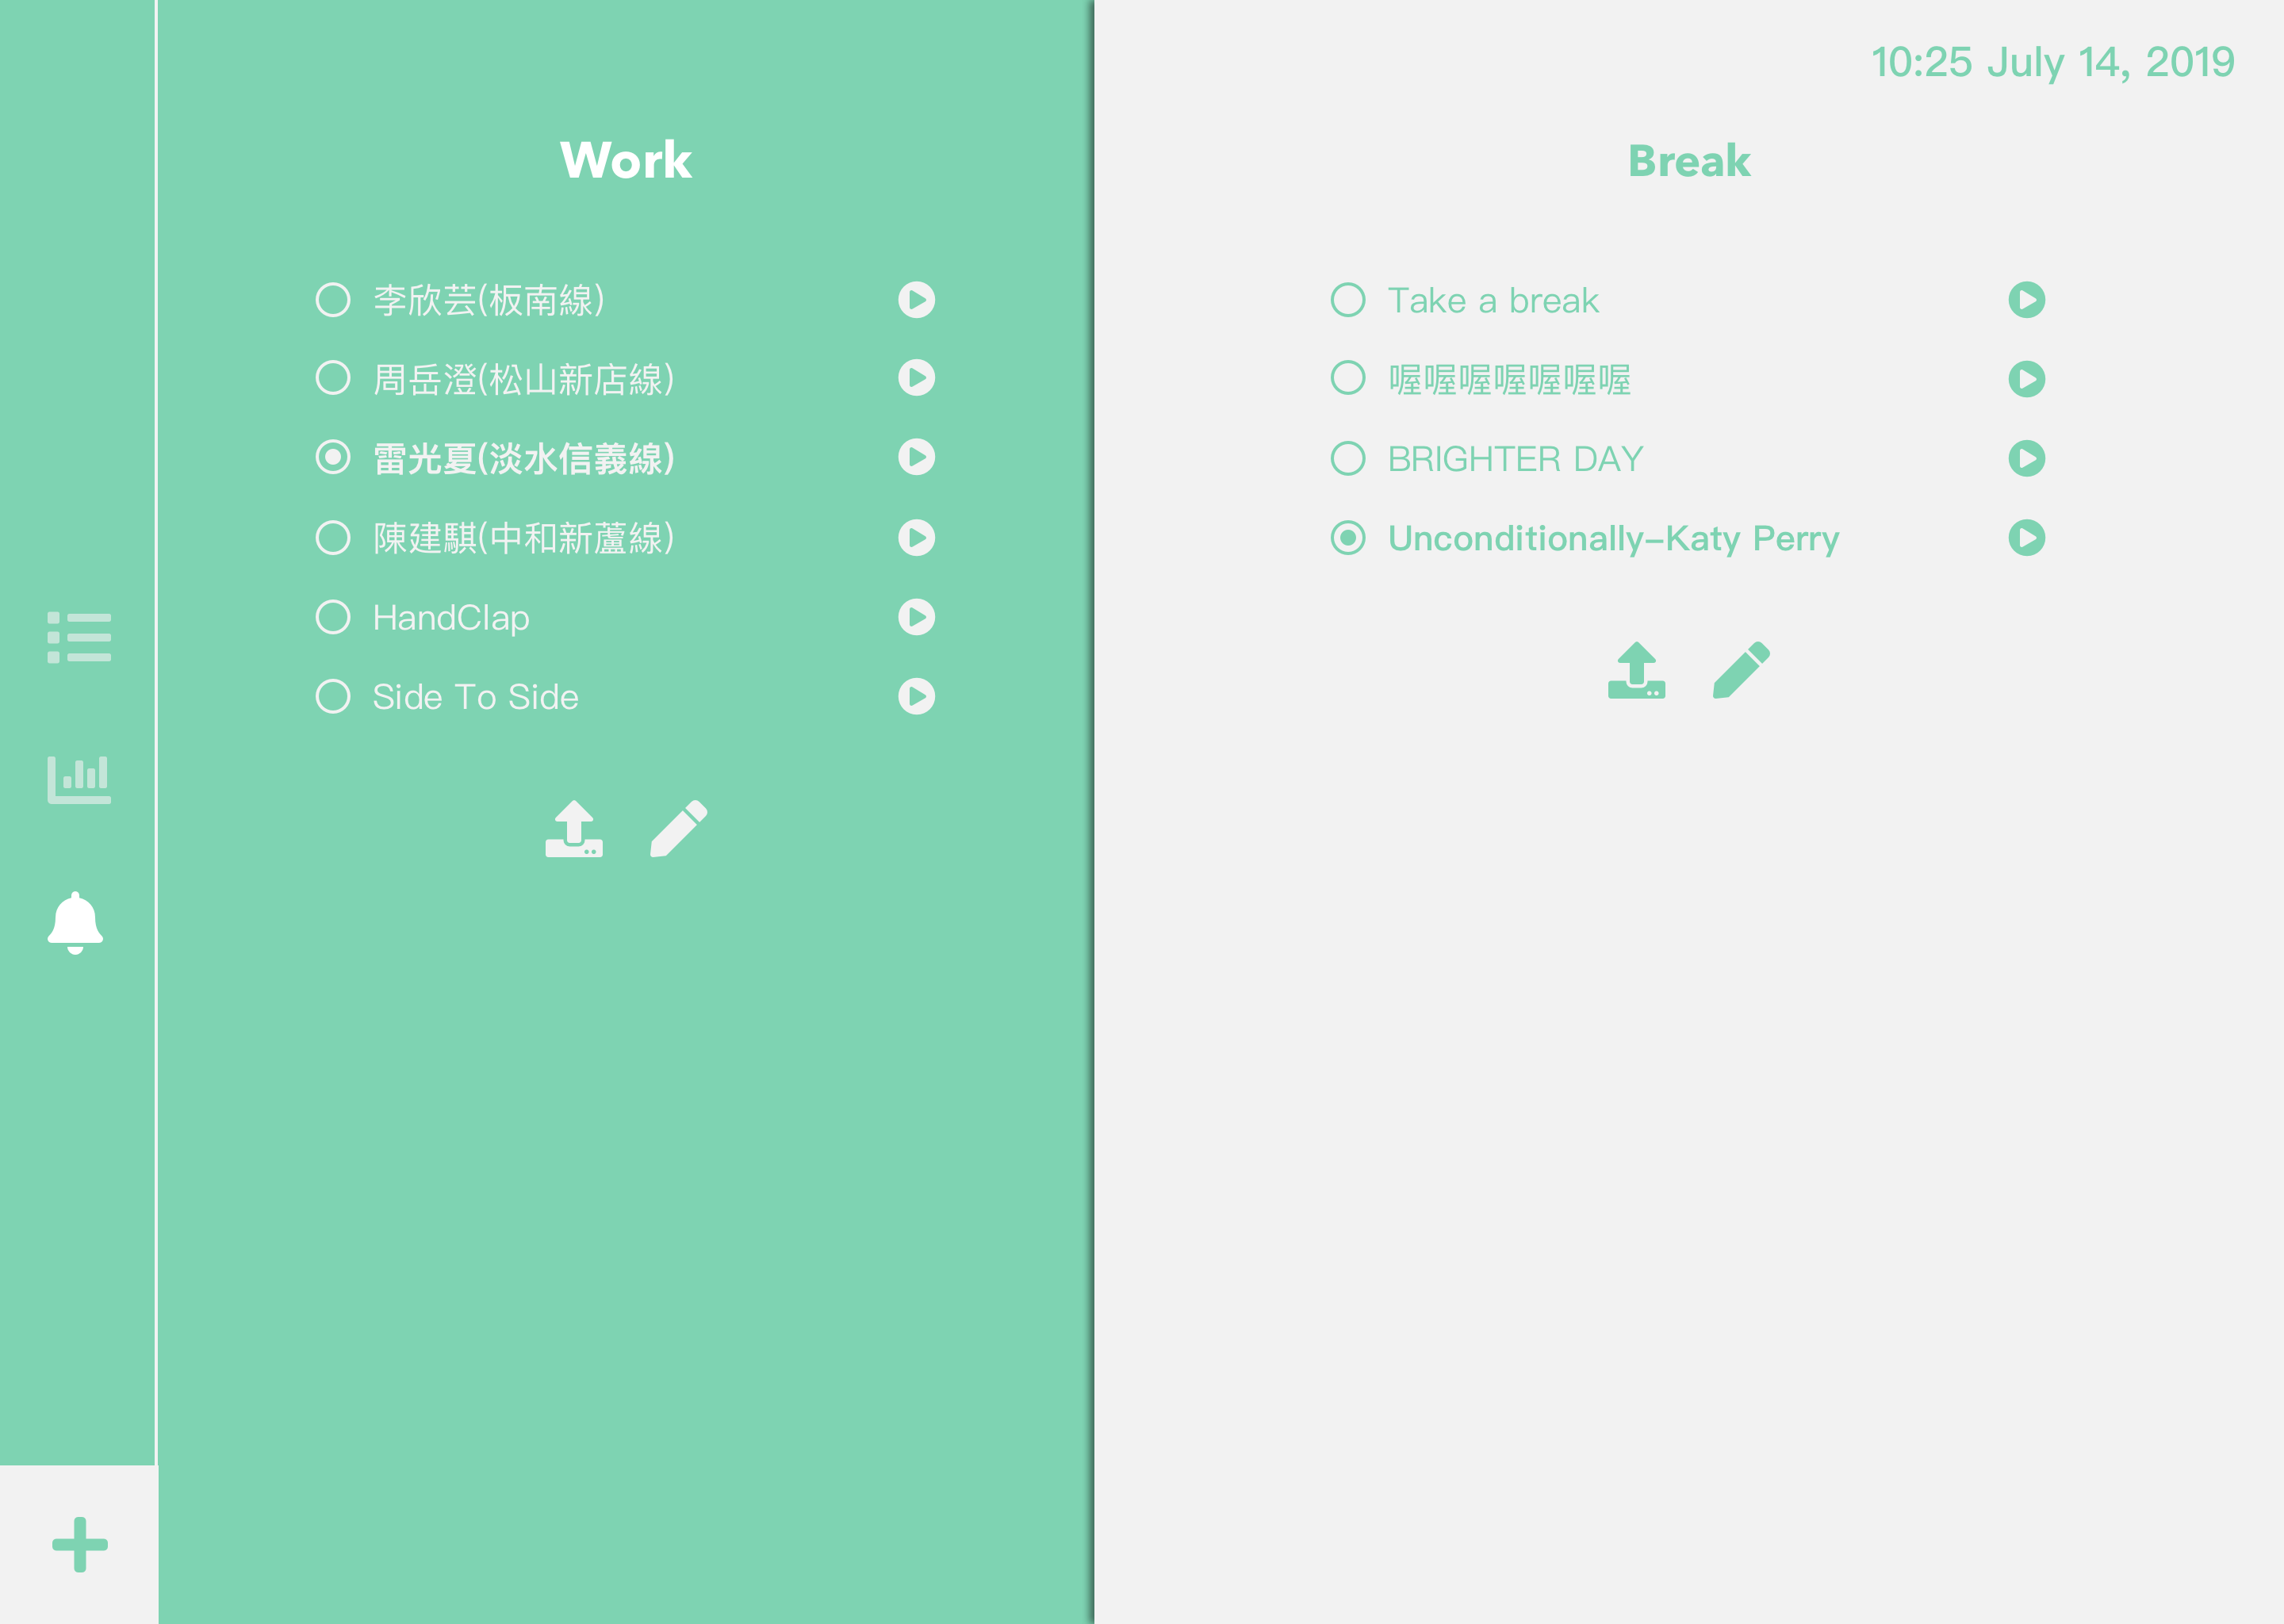 10:25 July 14, 2019
Work
李欣芸(板南線)
周岳澄(松山新店線)
雷光夏(淡水信義線)
陳建騏(中和新蘆線)
HandClap
Side To Side
Break
Take a break
喔喔喔喔喔喔喔
BRIGHTER DAY
Unconditionally–Katy Perry